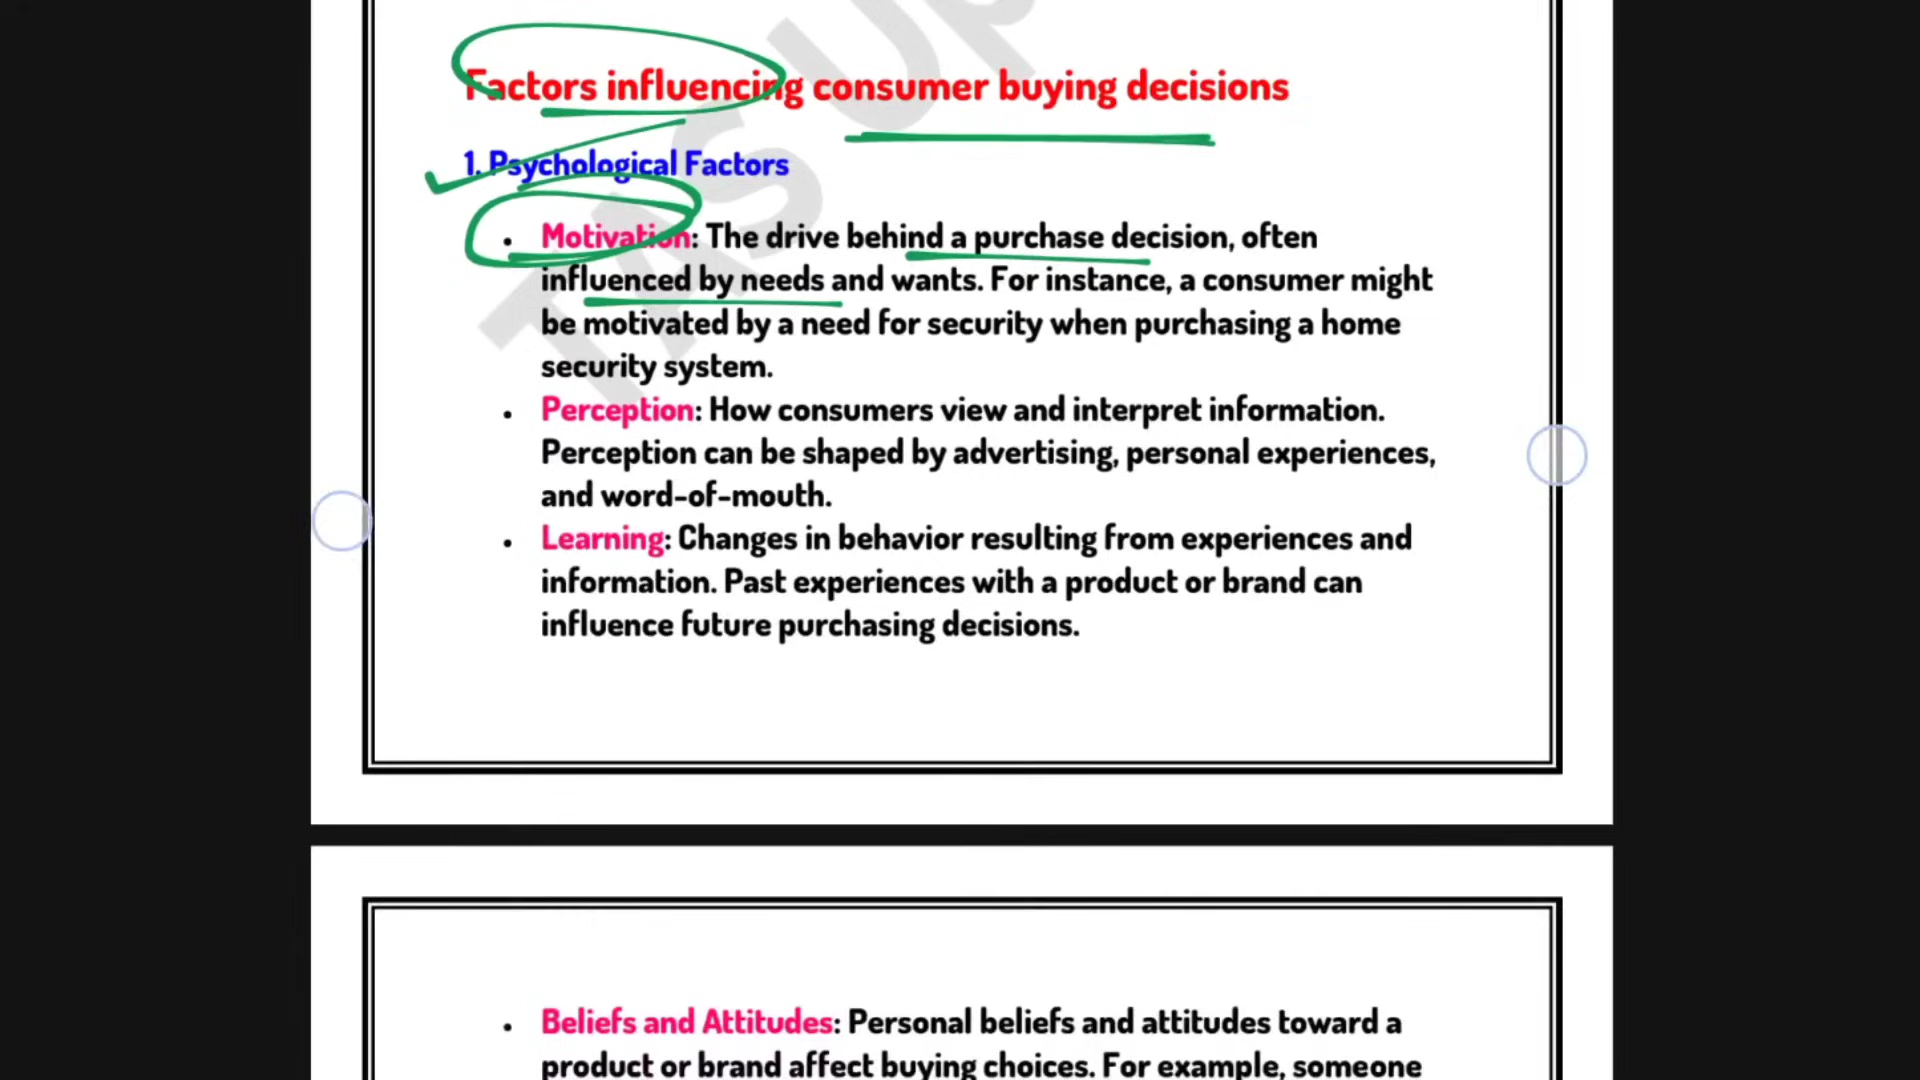 Factors influencing consumer buying decisions
1. Psychological Factors
• Motivation: The drive behind a purchase decision, often
influenced by needs and wants. For instance, a consumer might
be motivated by a need for security when purchasing a home
security system.
• Perception: How consumers view and interpret information.
Perception can be shaped by advertising, personal experiences,
and word-of-mouth.
• Learning: Changes in behavior resulting from experiences and
information. Past experiences with a product or brand can
influence future purchasing decisions.
• Beliefs and Attitudes: Personal beliefs and attitudes toward a
product or brand affect buying choices. For example, someone
TAS Up